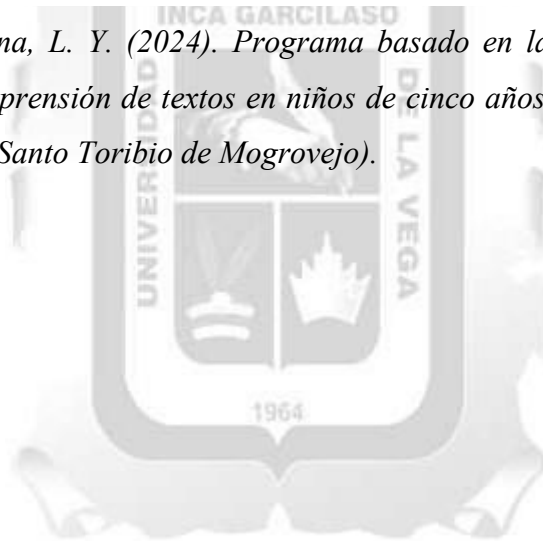 INCA GARCILASO
na, L. Y. (2024). Programa basado en la
prensión de textos en niños de cinco años
Santo Toribio de Mogrovejo).
UNIVERSIDAD
DE LA VEGA
1964